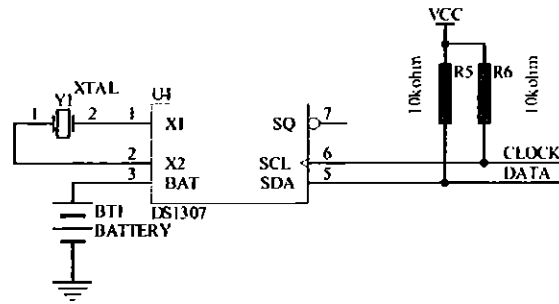 VCC
10kohm
R5
R6
10kohm
XTAL
Y1
1
2
U4
1
X1
SQ
7
2
X2
SCL
6
CLOCK
3
BAT
SDA
5
DATA
DS1307
BT1
BATTERY